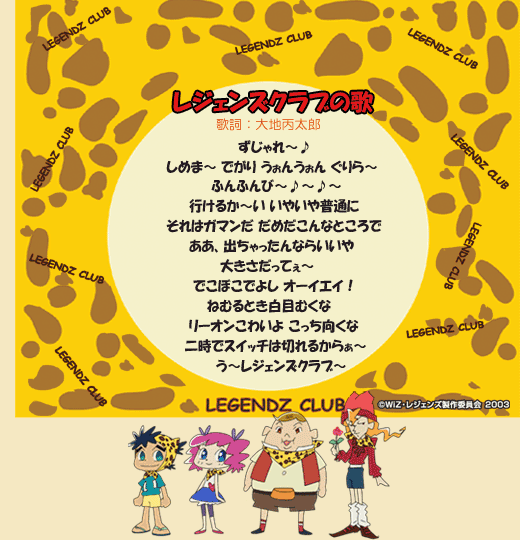 LEGENDZ CLUB
LEGENDZ CLUB
LEGENDZ CLUB
レジェンズクラブの歌
歌詞：大地丙太郎
ずじゃれ～♪
しめま～ でがり うぉんうぉん ぐりら～
ふんふんび～♪～♪～
行けるか～い いやいや普通に
それはガマンだ だめだこんなところで
ああ、出ちゃったんならいいや
大きさだってぇ～
でこぼこでよし オーイエイ！
ねむるとき白目むくな
リーオンこわいよ こっち向くな
二時でスイッチは切れるからぁ～
う～レジェンズクラブ～
LEGENDZ CLUB
LEGENDZ CLUB
LEGENDZ CLUB
LEGENDZ CLUB
LEGENDZ CLUB
LEGENDZ CLUB
LEGENDZ CLUB
©WiZ・レジェンズ製作委員会 2003